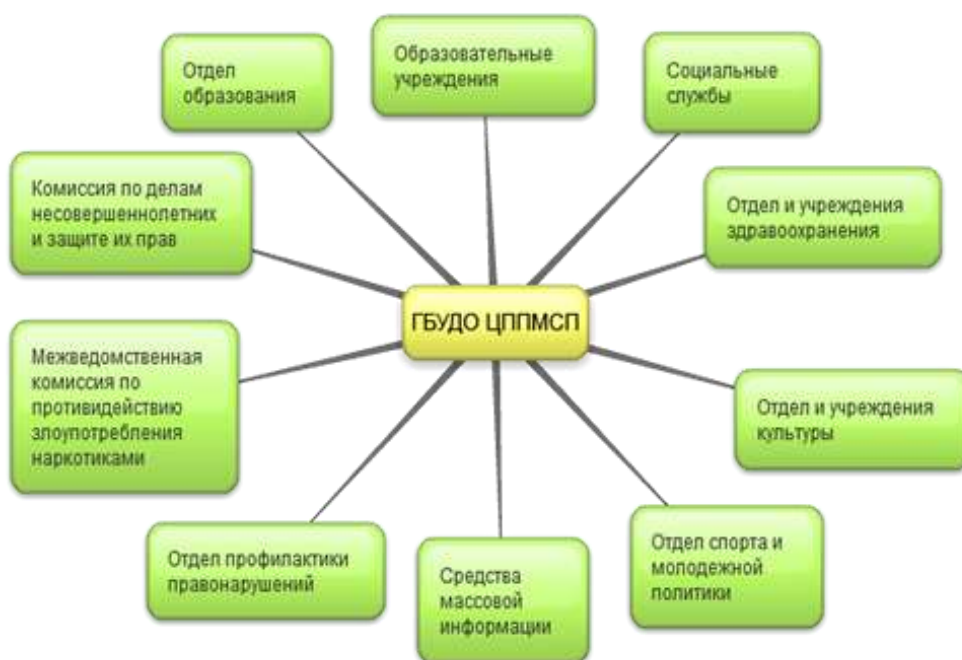 Отдел
образования
Образовательные
учреждения
Социальные
службы
Комиссия по делам
несовершеннолетних
и защите их прав
Отдел и учреждения
здравоохранения
ГБУДО ЦППМСП
Межведомственная
комиссия по
противидействию
злоупотребления
наркотиками
Отдел и учреждения
культуры
Отдел профилактики
правонарушений
Средства
массовой
информации
Отдел спорта и
молодежной
политики